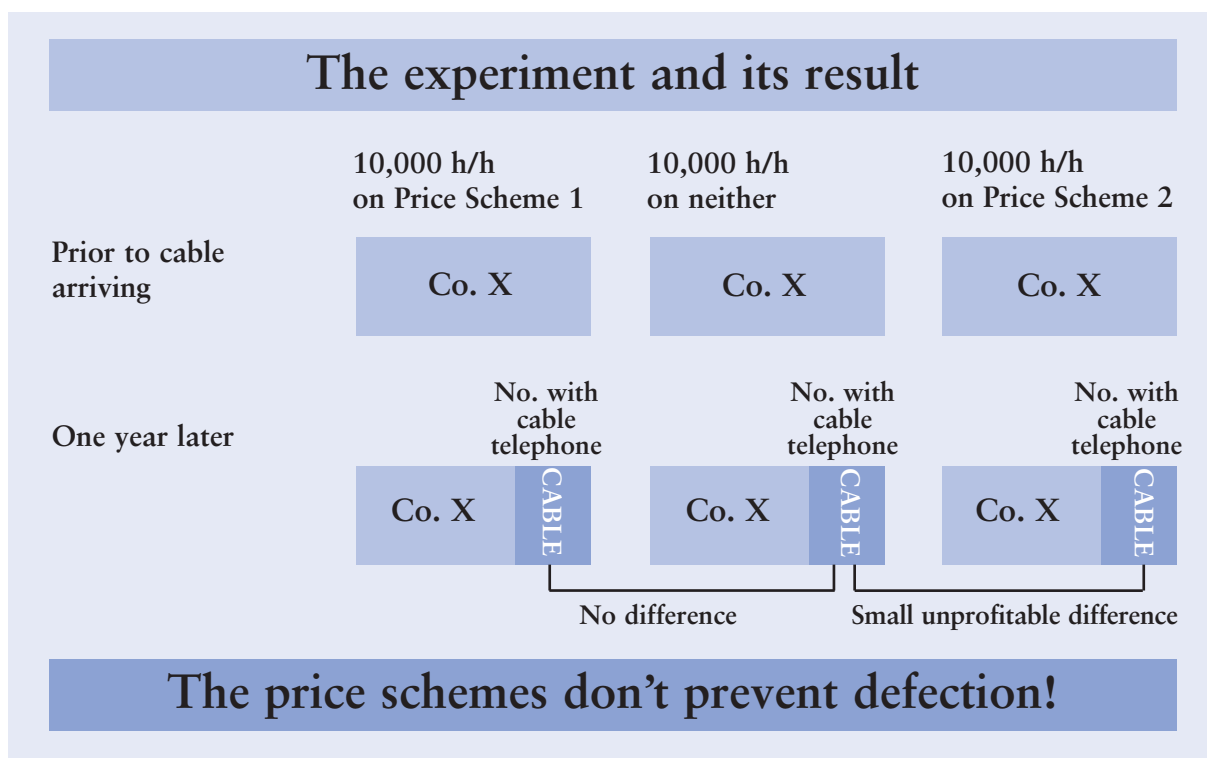 The experiment and its result
10,000 h/h
on Price Scheme 1
10,000 h/h
on neither
10,000 h/h
on Price Scheme 2
Prior to cable
arriving
Co. X
Co. X
Co. X
One year later
No. with
cable
telephone
No. with
cable
telephone
No. with
cable
telephone
Co. X
CABLE
Co. X
CABLE
Co. X
CABLE
No difference
Small unprofitable difference
The price schemes don’t prevent defection!